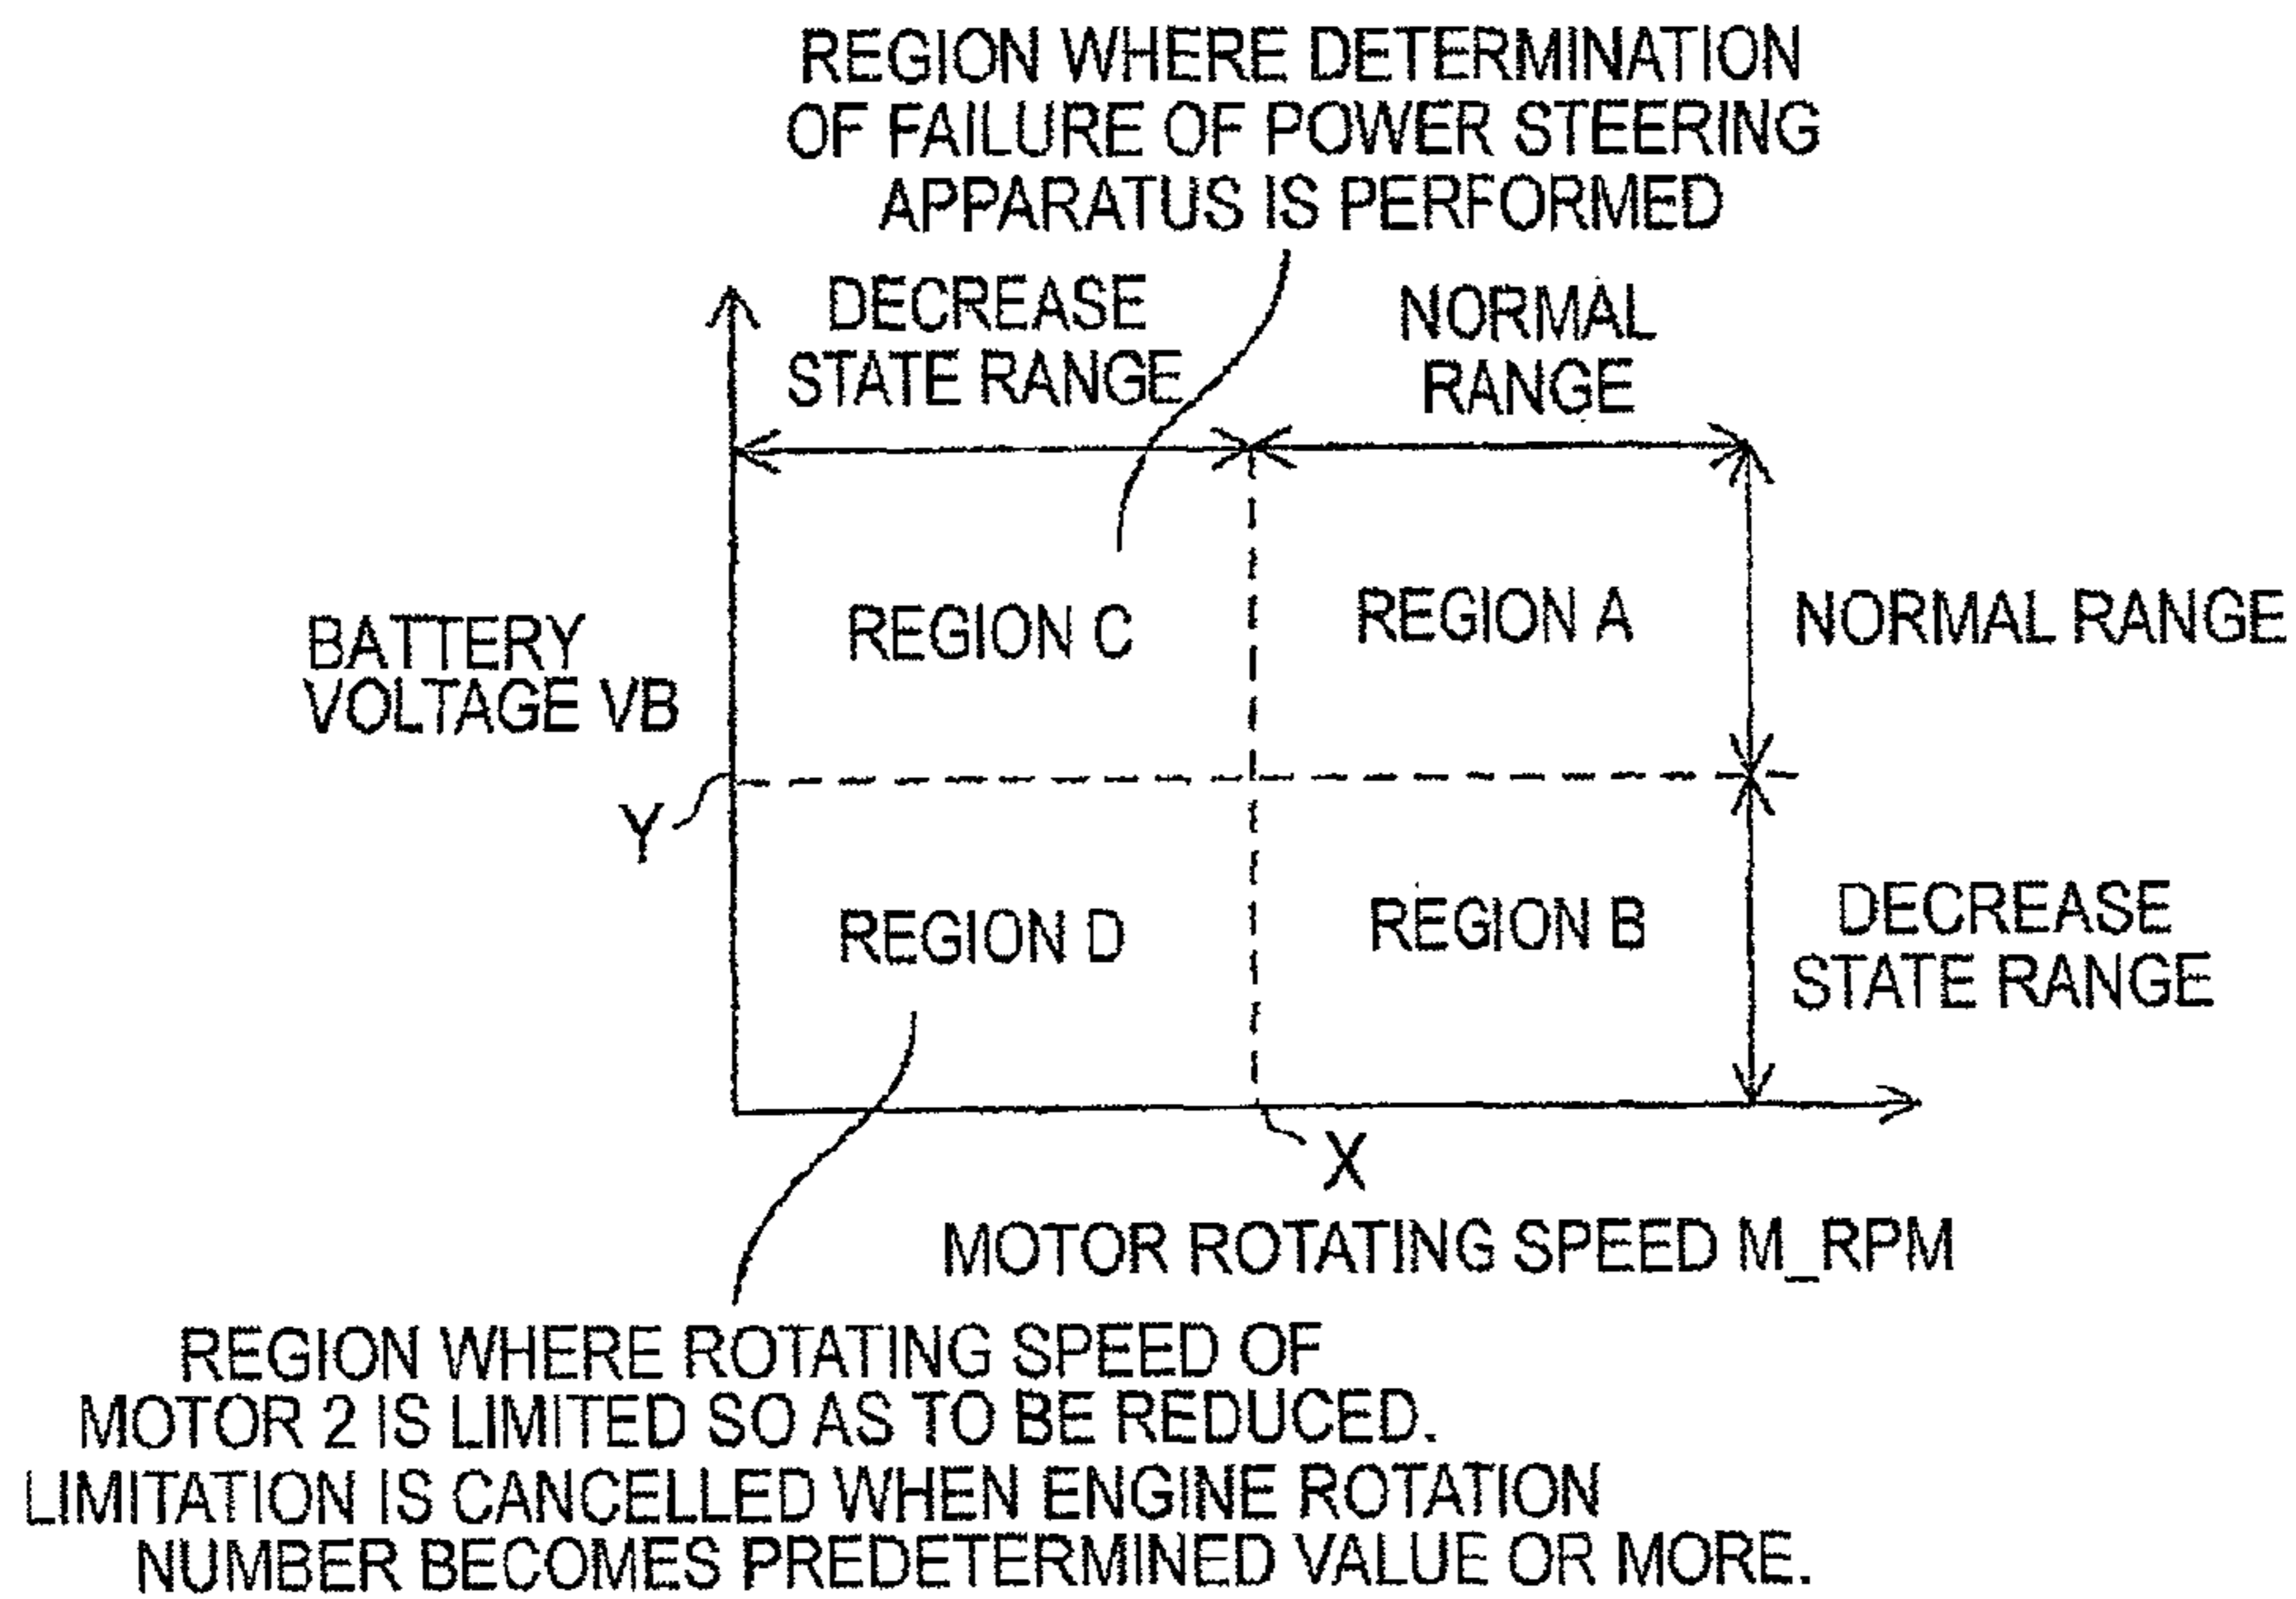 REGION WHERE DETERMINATION
OF FAILURE OF POWER STEERING
APPARATUS IS PERFORMED
DECREASE
STATE RANGE
NORMAL
RANGE
REGION C
REGION A
NORMAL RANGE
BATTERY
VOLTAGE VB
Y
REGION D
REGION B
DECREASE
STATE RANGE
X
MOTOR ROTATING SPEED M_RPM
REGION WHERE ROTATING SPEED OF
MOTOR 2 IS LIMITED SO AS TO BE REDUCED.
LIMITATION IS CANCELLED WHEN ENGINE ROTATION
NUMBER BECOMES PREDETERMINED VALUE OR MORE.